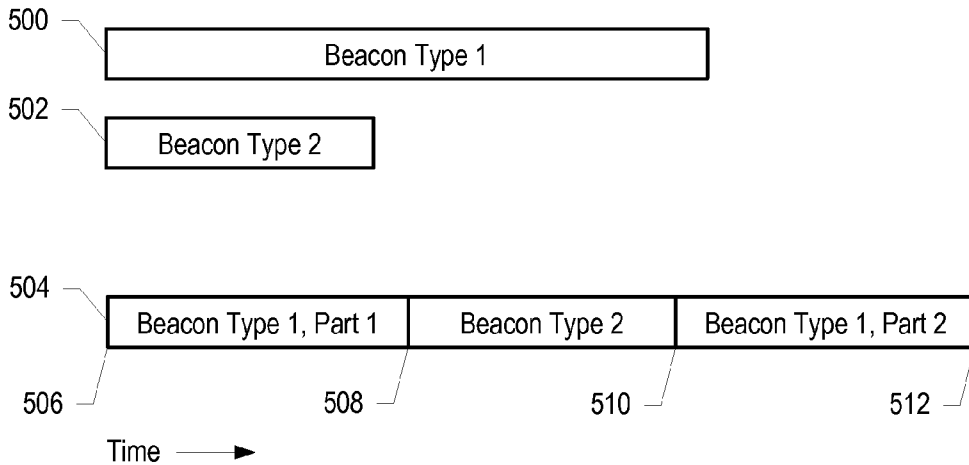 500
Beacon Type 1
502
Beacon Type 2
504
Beacon Type 1, Part 1 Beacon Type 2 Beacon Type 1, Part 2
506 508 510 512
Time